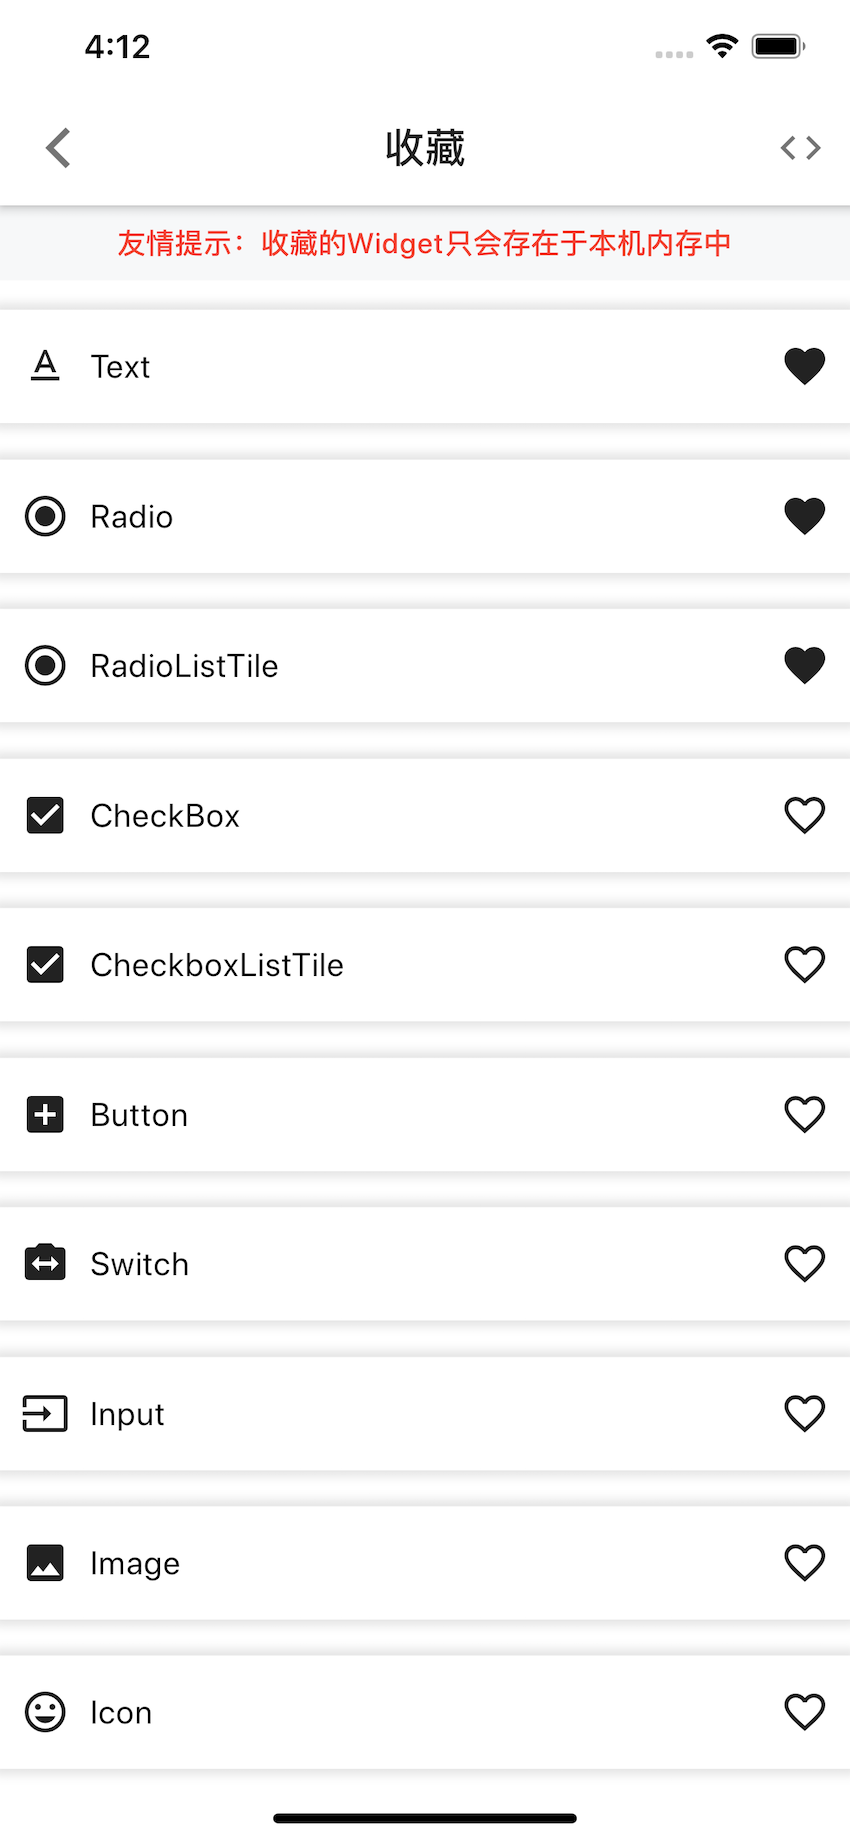 4:12
收藏
友情提示：收藏的Widget只会存在于本机内存中
Text
Radio
RadioListTile
CheckBox
CheckboxListTile
Button
Switch
Input
Image
Icon